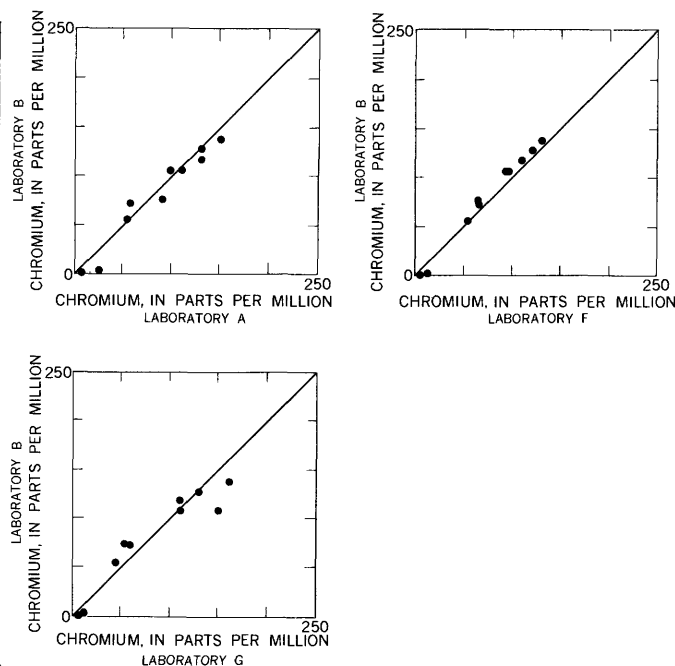 250
LABORATORY B
CHROMIUM, IN PARTS PER MILLION
0
250
CHROMIUM, IN PARTS PER MILLION
LABORATORY A
250
LABORATORY B
CHROMIUM, IN PARTS PER MILLION
0
250
CHROMIUM, IN PARTS PER MILLION
LABORATORY F
250
LABORATORY B
CHROMIUM, IN PARTS PER MILLION
0
250
CHROMIUM, IN PARTS PER MILLION
LABORATORY G